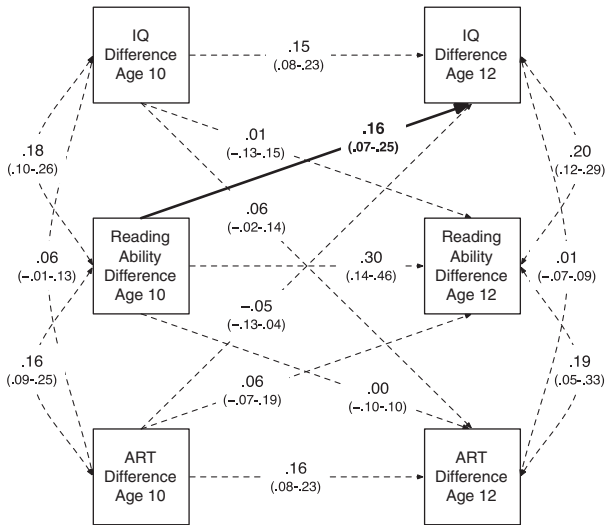 IQ
Difference
Age 10
.15
(.08-.23)
IQ
Difference
Age 12
.18
(.10-.26)
.01
(−.13-.15)
.16
(.07-.25)
.20
(.12-.29)
.06
(−.01-.13)
Reading
Ability
Difference
Age 10
.06
(−.02-.14)
.30
(.14-.46)
Reading
Ability
Difference
Age 12
.01
(-.07-.09)
−.05
(−.13-.04)
.16
(.09-.25)
.06
(−.07-.19)
.00
(−.10-.10)
.19
(.05-.33)
ART
Difference
Age 10
.16
(.08-.23)
ART
Difference
Age 12